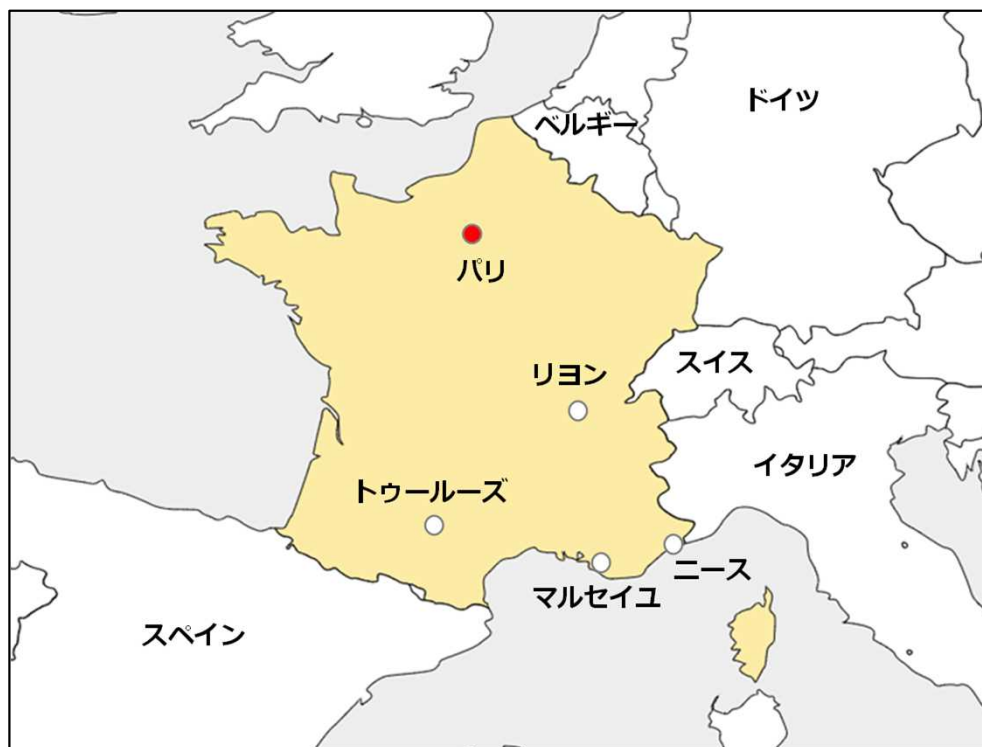 ドイツ
ベルギー
パリ
スイス
リヨン
イタリア
トゥールーズ
ニース
マルセイユ
スペイン